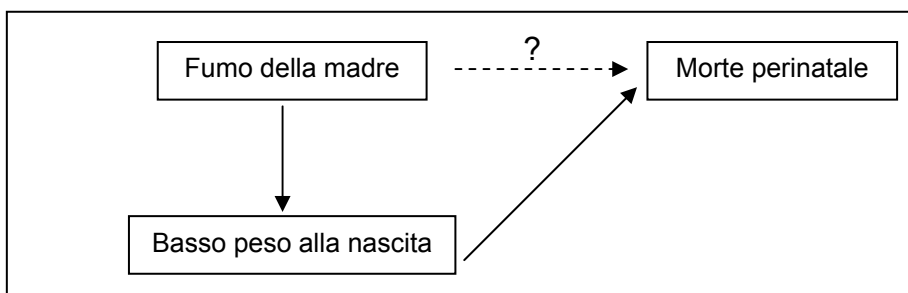 Fumo della madre
?
Morte perinatale
Basso peso alla nascita